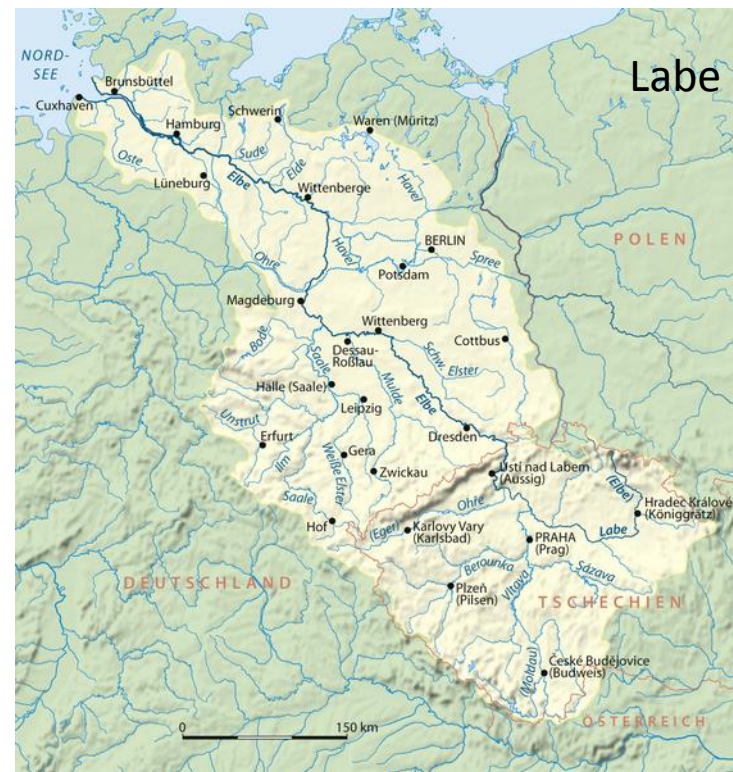 Labe
NORD-
SEE
Brunsbüttel
Cuxhaven
Schwerin
Hamburg
Waren (Müritz)
Oste
Sude
Elde
Lüneburg
Elbe
Wittenberge
Havel
POLEN
BERLIN
Ohre
Havel
Spree
Potsdam
Magdeburg
Wittenberg
Bode
Dessau-
Roßlau
Cottbus
Saale
Schw. Elster
Halle (Saale)
Mulde
Elbe
Leipzig
Unstrut
Erfurt
Dresden
Gera
Ilm
Weiße Elster
Zwickau
Ústí nad Labem
(Aussig)
(Elbe)
Saale
Ohre
Hradec Králové
(Königgrätz)
Hof
(Eger)
Karlovy Vary
(Karlsbad)
Labe
PRAHA
(Prag)
Berounka
Sázava
DEUTSCHLAND
Plzeň
(Pilsen)
Vltava
TSCHECHIEN
České Budějovice
(Budweis)
(Moldau)
ÖSTERREICH
0
150 km